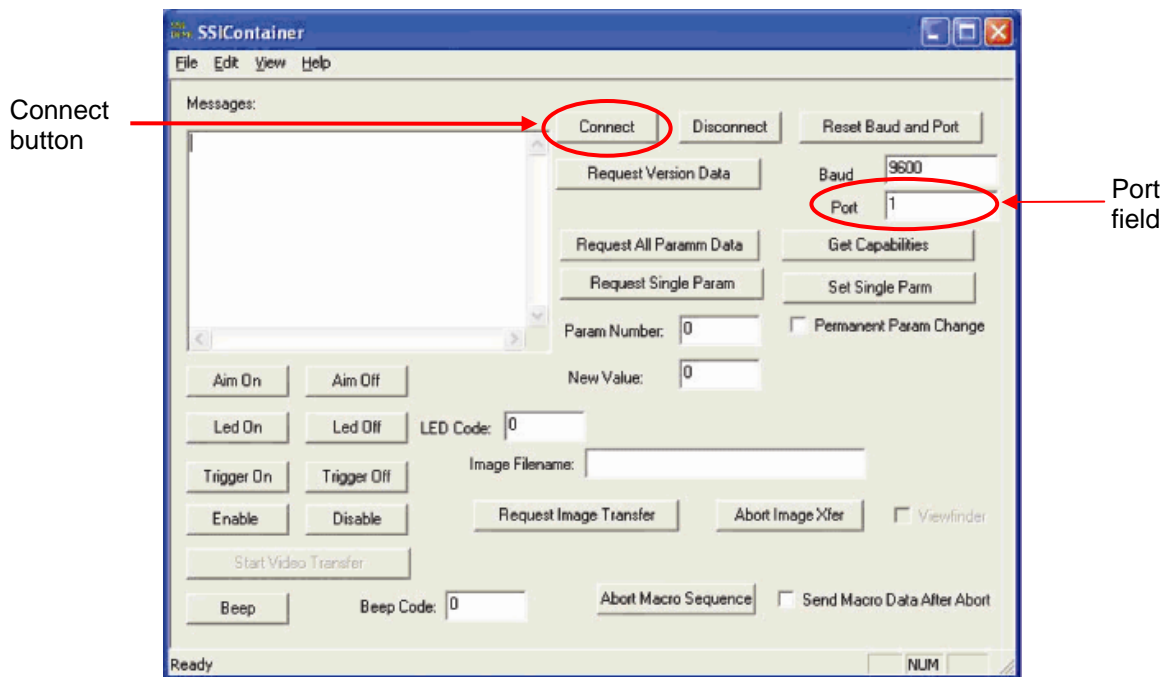 SSIContainer
File Edit View Help
Connect
button
Messages:
Connect
Disconnect
Reset Baud and Port
Request Version Data
Baud 9600
Port 1
Port
field
Request All Paramm Data
Get Capabilities
Request Single Param
Set Single Parm
Param Number: 0
Permanent Param Change
New Value: 0
Aim On
Aim Off
Led On
Led Off
LED Code: 0
Image Filename:
Trigger On
Trigger Off
Enable
Disable
Request Image Transfer
Abort Image Xfer
Viewfinder
Start Video Transfer
Beep
Beep Code: 0
Abort Macro Sequence
Send Macro Data After Abort
Ready
NUM